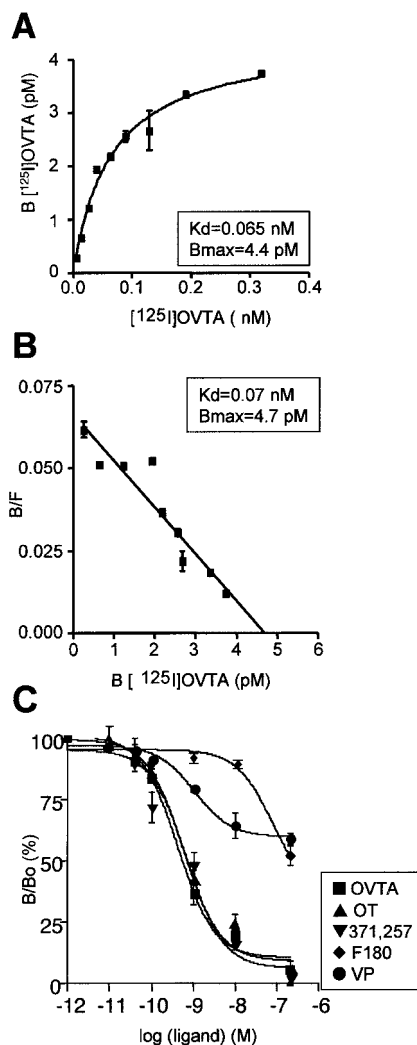 A
B [125I]OVTA (pM)
4
3
2
1
0
Kd=0.065 nM
Bmax=4.4 pM
0.0 0.1 0.2 0.3 0.4
[125I]OVTA ( nM)
B
B/F
0.075
0.050
0.025
0.000
Kd=0.07 nM
Bmax=4.7 pM
0 1 2 3 4 5 6
B [ 125I]OVTA (pM)
C
B/Bo (%)
100
75
50
25
0
OVTA
OT
371,257
F180
VP
-12 -11 -10 -9 -8 -7 -6
log (ligand) (M)